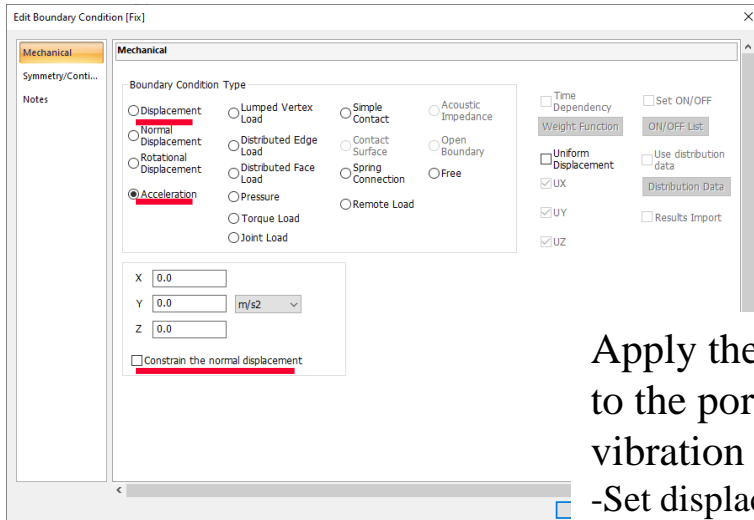 Edit Boundary Condition [Fix]
Mechanical
Symmetry/Conti...
Notes
Mechanical
Boundary Condition Type
Displacement
Normal
Displacement
Rotational
Displacement
Acceleration
Lumped Vertex
Load
Distributed Edge
Load
Distributed Face
Load
Pressure
Torque Load
Joint Load
Simple
Contact
Contact
Surface
Spring
Connection
Remote Load
Acoustic
Impedance
Open
Boundary
Free
Time
Dependency
Weight Function
Uniform
Displacement
UX
UY
UZ
Set ON/OFF
ON/OFF List
Use distribution
data
Distribution Data
Results Import
X 0.0
Y 0.0 m/s2
Z 0.0
Constrain the normal displacement
Apply the
to the por
vibration
-Set displa